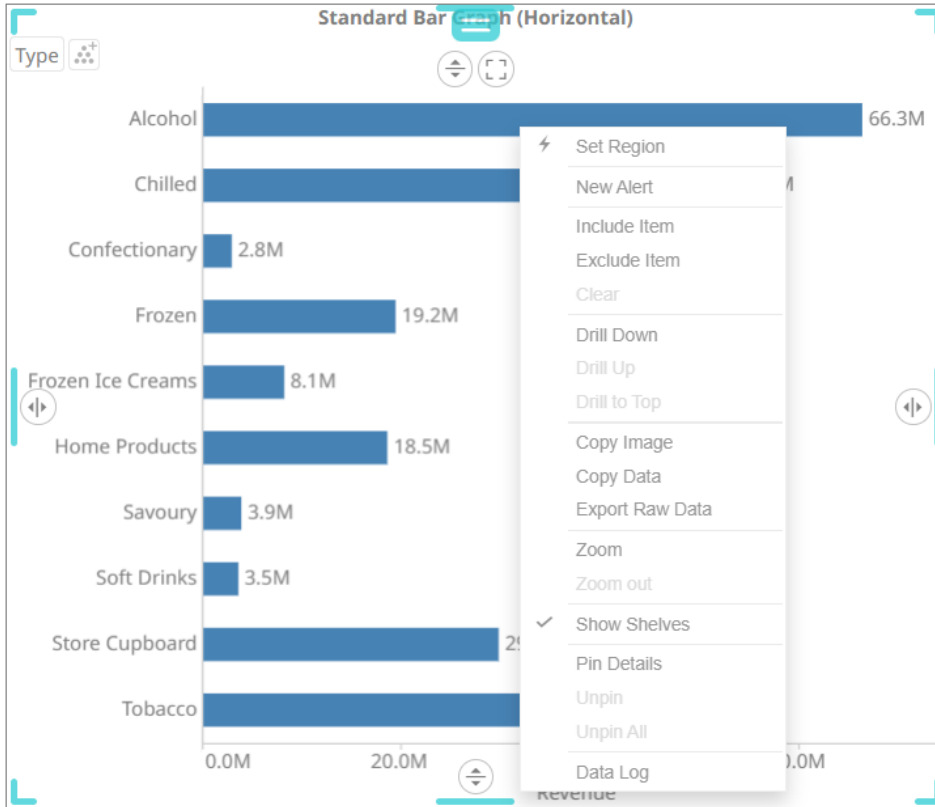 Standard Bar Graph (Horizontal)
Type
Alcohol 66.3M
Set Region
Chilled
New Alert
Include Item
Confectionary 2.8M
Exclude Item
Clear
Frozen 19.2M
Drill Down
Drill Up
Frozen Ice Creams 8.1M
Drill to Top
Home Products 18.5M
Copy Image
Copy Data
Savoury 3.9M
Export Raw Data
Zoom
Soft Drinks 3.5M
Zoom out
Show Shelves
Store Cupboard
Pin Details
Unpin
Tobacco
Unpin All
0.0M 20.0M
Data Log
Revenue